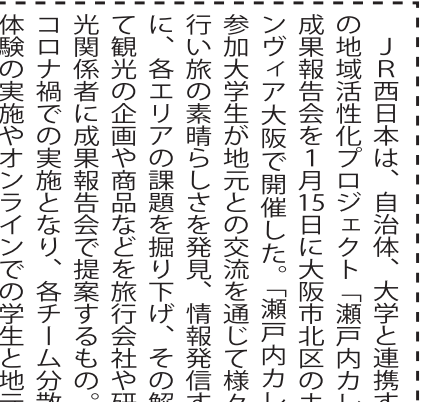 ＪＲ西日本は、自治体、大学と連携す
の地域活性化プロジェクト「瀬戸内カレ
成果報告会を１月15日に大阪市北区のホ
ンヴィア大阪で開催した。「瀬戸内カレ
参加大学生が地元との交流を通じて様々
行い旅の素晴らしさを発見、情報発信す
に、各エリアの課題を掘り下げ、その解
て観光の企画や商品などを旅行会社や研
光関係者に成果報告会で提案するもの。
コロナ禍での実施となり、各チーム分散
体験の実施やオンラインでの学生と地元